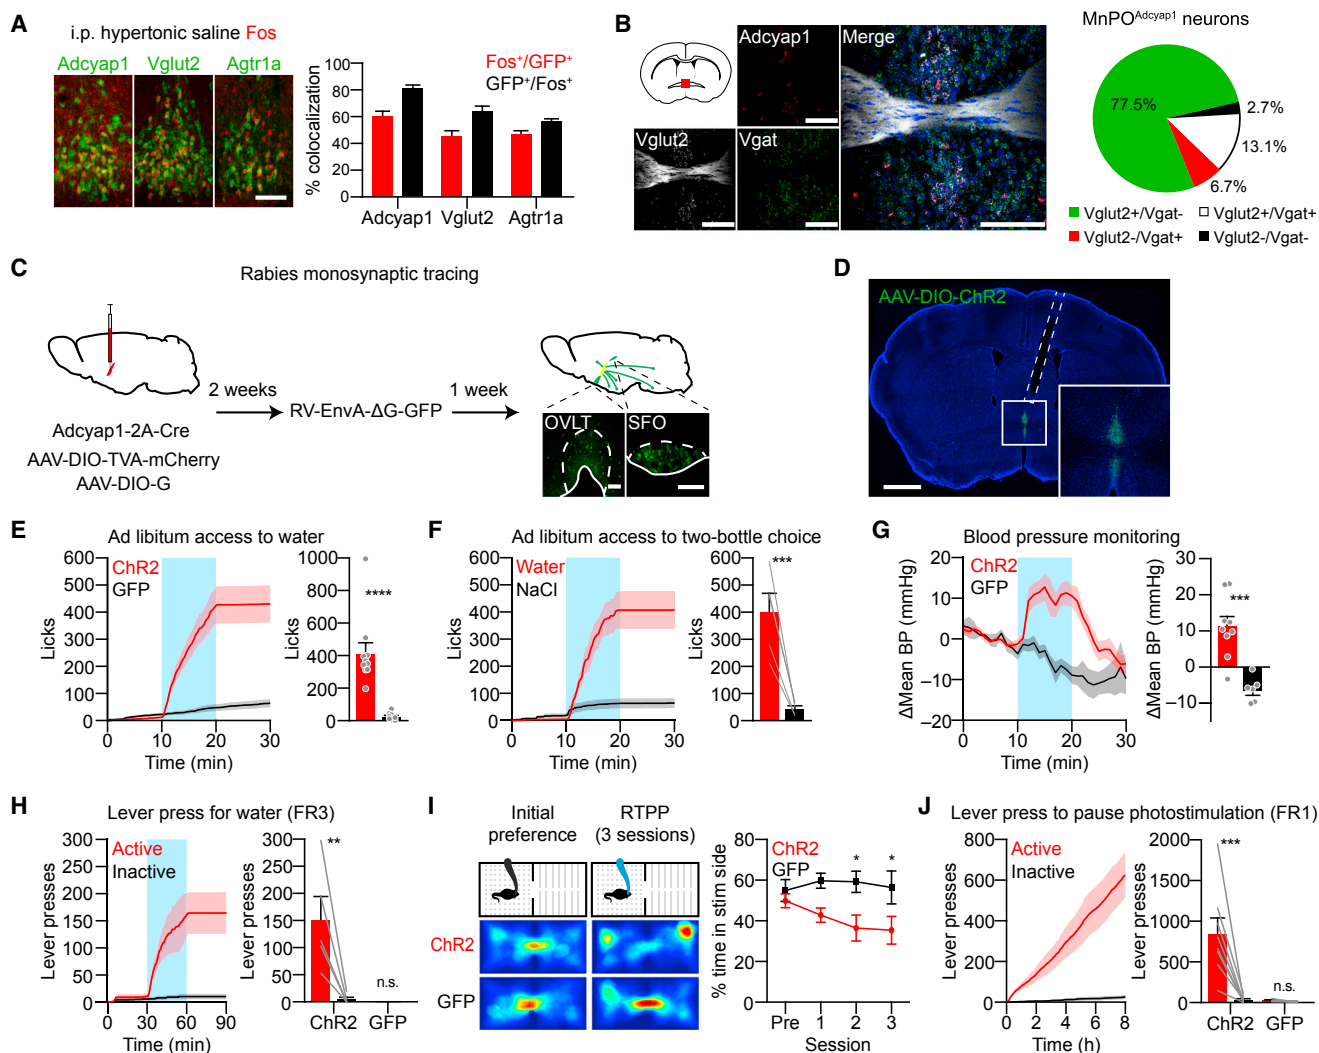 A
i.p. hypertonic saline Fos
Adcyap1 Vglut2 Agtr1a
Fos+/GFP+
GFP+/Fos+
% colocalization
100
80
60
40
20
0
Adcyap1 Vglut2 Agtr1a
B
Adcyap1
Merge
Vglut2
Vgat
MnPO^Adcyap1 neurons
77.5%
2.7%
13.1%
6.7%
Vglut2+/Vgat- Vglut2+/Vgat+
Vglut2-/Vgat+ Vglut2-/Vgat-
C
Rabies monosynaptic tracing
2 weeks
RV-EnvA-ΔG-GFP
1 week
Adcyap1-2A-Cre
AAV-DIO-TVA-mCherry
AAV-DIO-G
OVLT
SFO
D
AAV-DIO-ChR2
E
Ad libitum access to water
ChR2
GFP
Licks
600
500
400
300
200
100
0
0 10 20 30
Time (min)
Licks
1000
800
600
400
200
0
****
F
Ad libitum access to two-bottle choice
Water
NaCl
Licks
600
500
400
300
200
100
0
0 10 20 30
Time (min)
Licks
600
500
400
300
200
100
0
***
G
Blood pressure monitoring
ChR2
GFP
ΔMean BP (mmHg)
20
10
0
–10
–20
0 10 20 30
Time (min)
ΔMean BP (mmHg)
30
20
10
0
–10
***
H
Lever press for water (FR3)
Active
Inactive
Lever presses
300
250
200
150
100
50
0
0 30 60 90
Time (min)
Lever presses
300
250
200
150
100
50
0
**
n.s.
ChR2 GFP
I
Initial preference
RTPP (3 sessions)
ChR2
GFP
ChR2
GFP
% time in stim side
80
60
40
20
0
* *
Pre 1 2 3
Session
J
Lever press to pause photostimulation (FR1)
Active
Inactive
Lever presses
800
600
400
200
0
0 2 4 6 8
Time (h)
Lever presses
2000
1500
1000
500
0
***
n.s.
ChR2 GFP